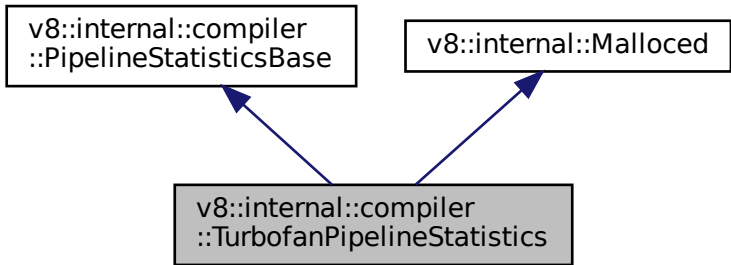 v8::internal::compiler
::PipelineStatisticsBase
v8::internal::Malloced
v8::internal::compiler
::TurbofanPipelineStatistics